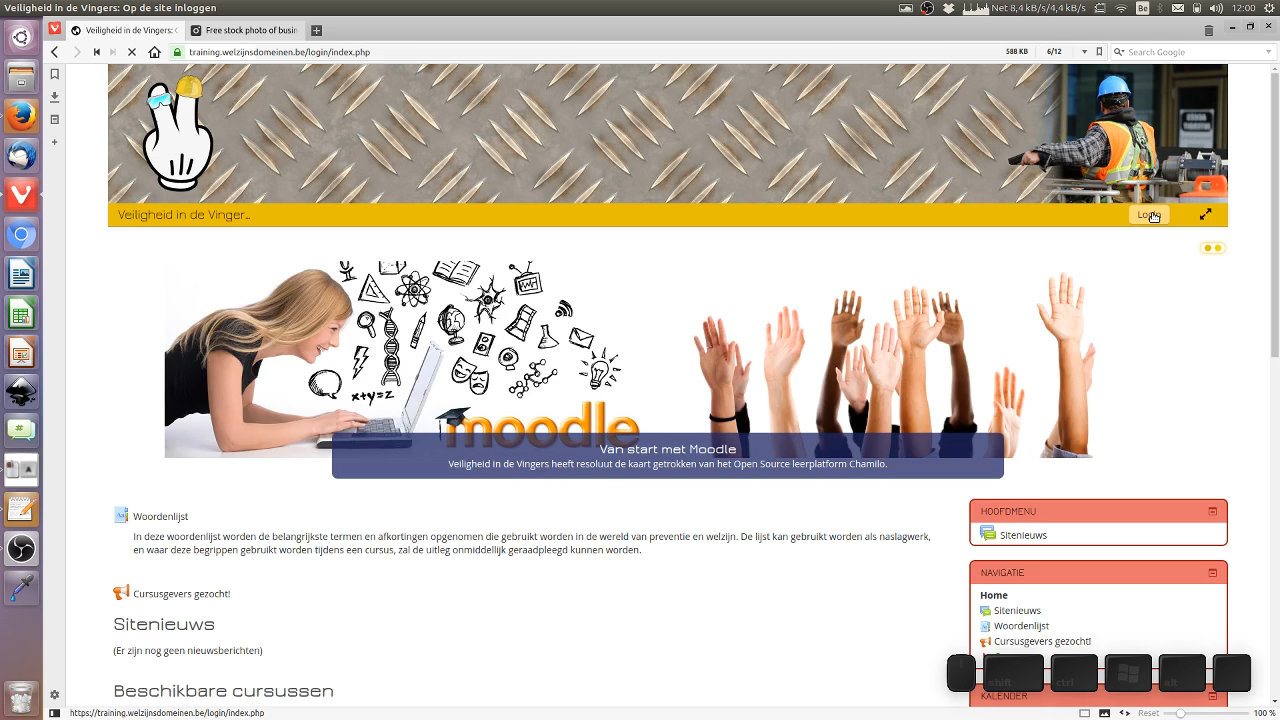 Veiligheid in de Vingers: Op de site inloggen
Net 8,4 kB/s/4,4 kB/s
Be
12:00
Veiligheid in de Vingers: O
Free stock photo of busin
training.welzijnsdomeinen.be/login/index.php
588 KB
6/12
Search Google
Veiligheid in de Vinger...
x+y=z
moodle
Van start met Moodle
Veiligheid in de Vingers heeft resoluut de kaart getrokken van het Open Source leerplatform Chamilo.
Woordenlijst
In deze woordenlijst worden de belangrijkste termen en afkortingen opgenomen die gebruikt worden in de wereld van preventie en welzijn. De lijst kan gebruikt worden als naslagwerk,
en waar deze begrippen gebruikt worden tijdens een cursus, zal de uitleg onmiddellijk geraadpleegd kunnen worden.
Cursusgevers gezocht!
Sitenieuws
(Er zijn nog geen nieuwsberichten)
Beschikbare cursussen
HOOFDMENU
Sitenieuws
NAVIGATIE
Home
Sitenieuws
Woordenlijst
Cursusgevers gezocht!
KALENDER
shift
ctrl
alt
https://training.welzijnsdomeinen.be/login/index.php
Reset
100 %